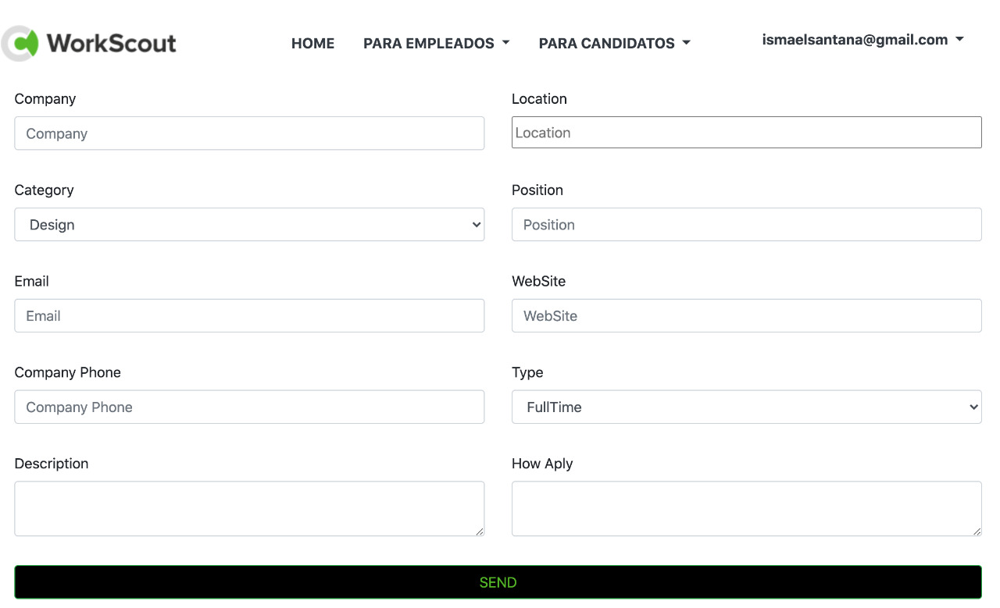 WorkScout
HOME PARA EMPLEADOS PARA CANDIDATOS ismaelsantana@gmail.com
Company Location
Company Location
Category Position
Design Position
Email WebSite
Email WebSite
Company Phone Type
Company Phone FullTime
Description How Aply
SEND